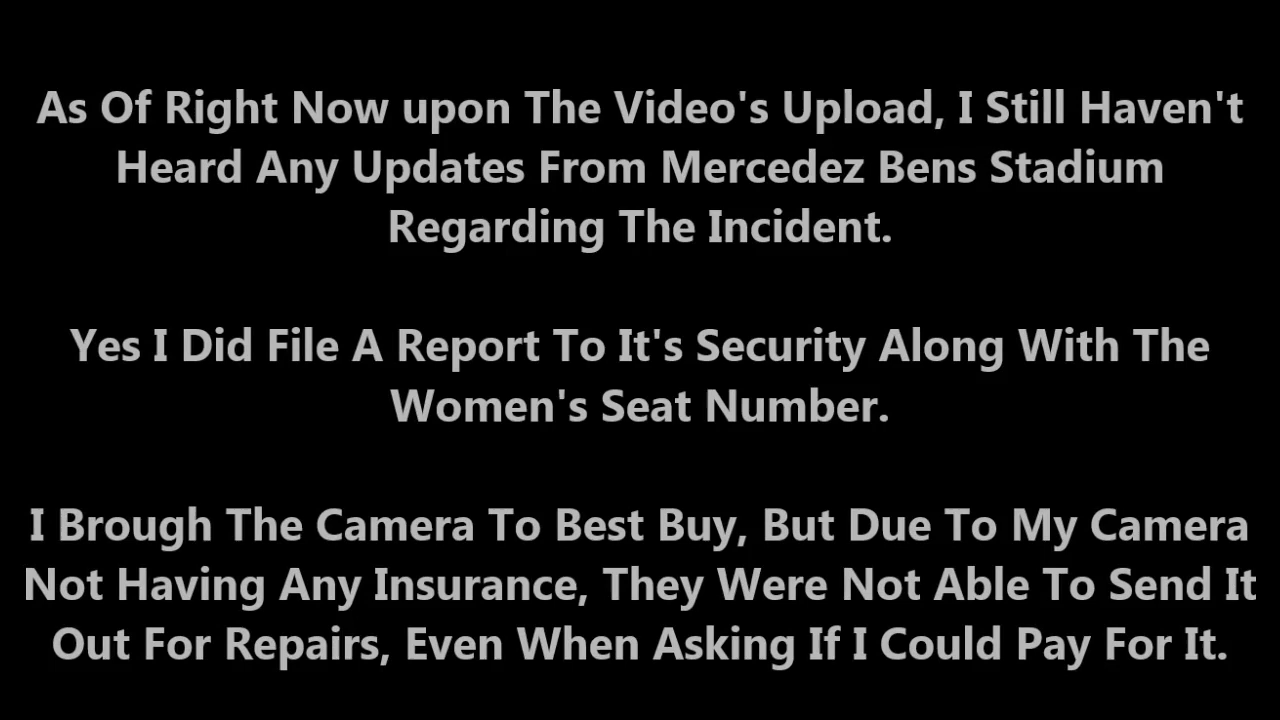 As Of Right Now upon The Video's Upload, I Still Haven't
Heard Any Updates From Mercedez Bens Stadium
Regarding The Incident.
Yes I Did File A Report To It's Security Along With The
Women's Seat Number.
I Brough The Camera To Best Buy, But Due To My Camera
Not Having Any Insurance, They Were Not Able To Send It
Out For Repairs, Even When Asking If I Could Pay For It.